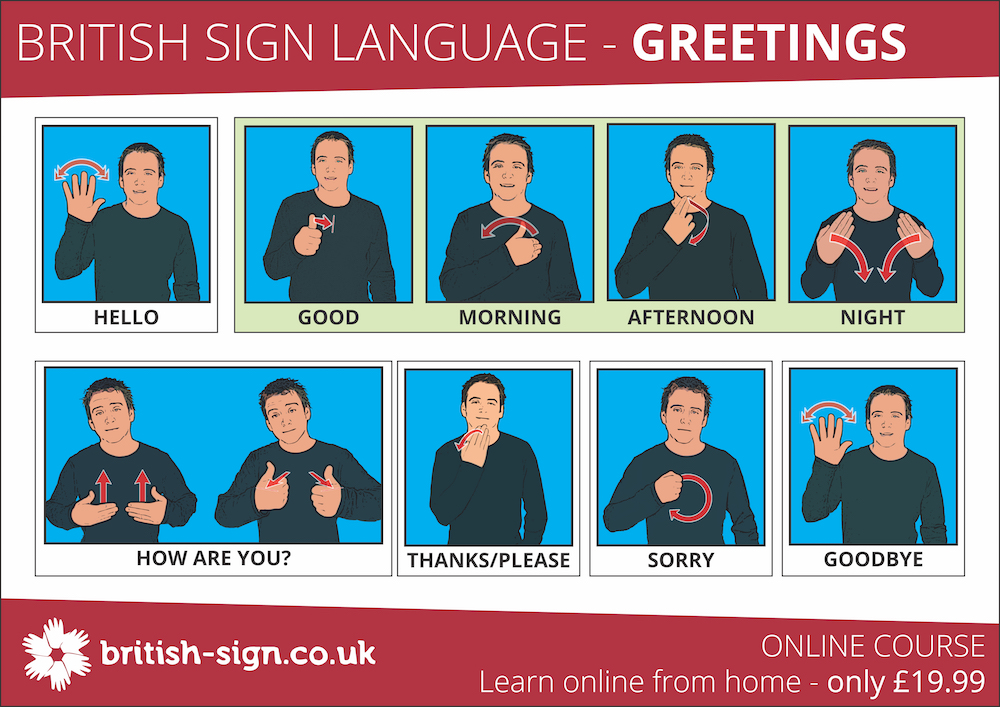 BRITISH SIGN LANGUAGE - GREETINGS
HELLO
GOOD
MORNING
AFTERNOON
NIGHT
HOW ARE YOU?
THANKS/PLEASE
SORRY
GOODBYE
british-sign.co.uk
ONLINE COURSE
Learn online from home - only £19.99